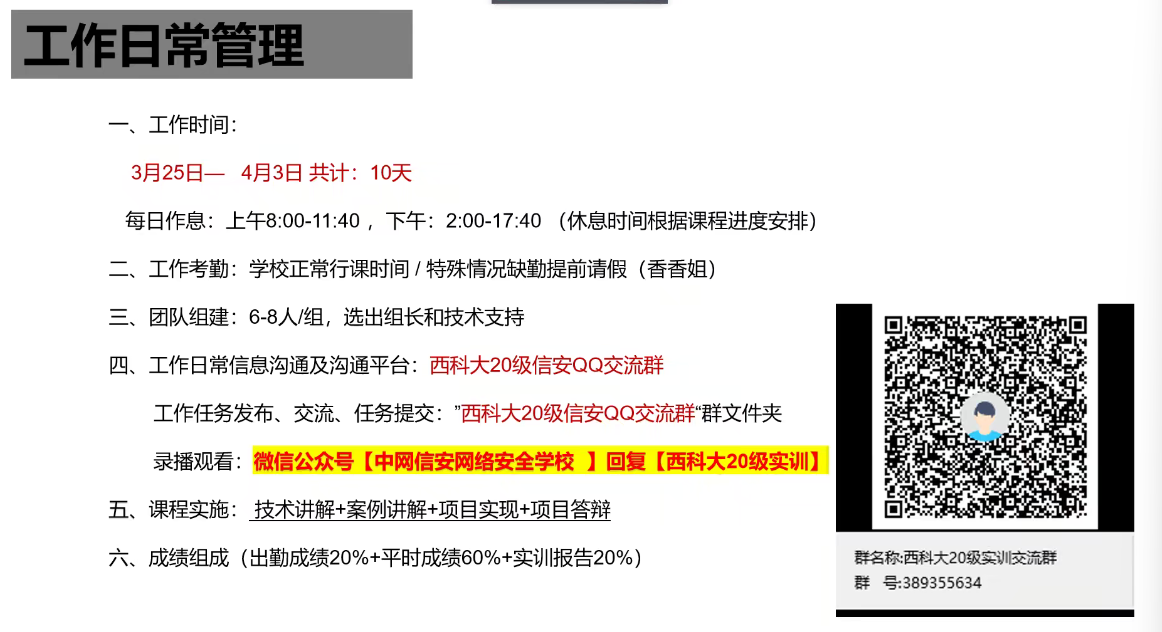 工作日常管理
一、工作时间：
3月25日— 4月3日 共计：10天
每日作息：上午8:00-11:40 ，下午：2:00-17:40 （休息时间根据课程进度安排）
二、工作考勤：学校正常行课时间 / 特殊情况缺勤提前请假（香香姐）
三、团队组建：6-8人/组，选出组长和技术支持
四、工作日常信息沟通及沟通平台：西科大20级信安QQ交流群
工作任务发布、交流、任务提交：”西科大20级信安QQ交流群“群文件夹
录播观看：微信公众号【中网信安网络安全学校 】回复【西科大20级实训】
五、课程实施： 技术讲解+案例讲解+项目实现+项目答辩
六、成绩组成（出勤成绩20%+平时成绩60%+实训报告20%）
群名称:西科大20级实训交流群
群 号:389355634